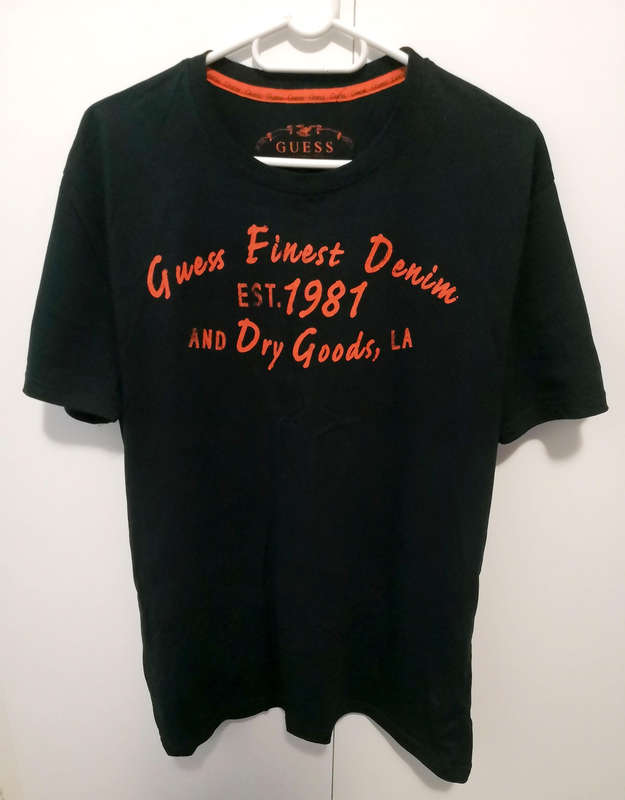 GUESS
Guess Finest Denim
EST. 1981
AND Dry Goods, LA